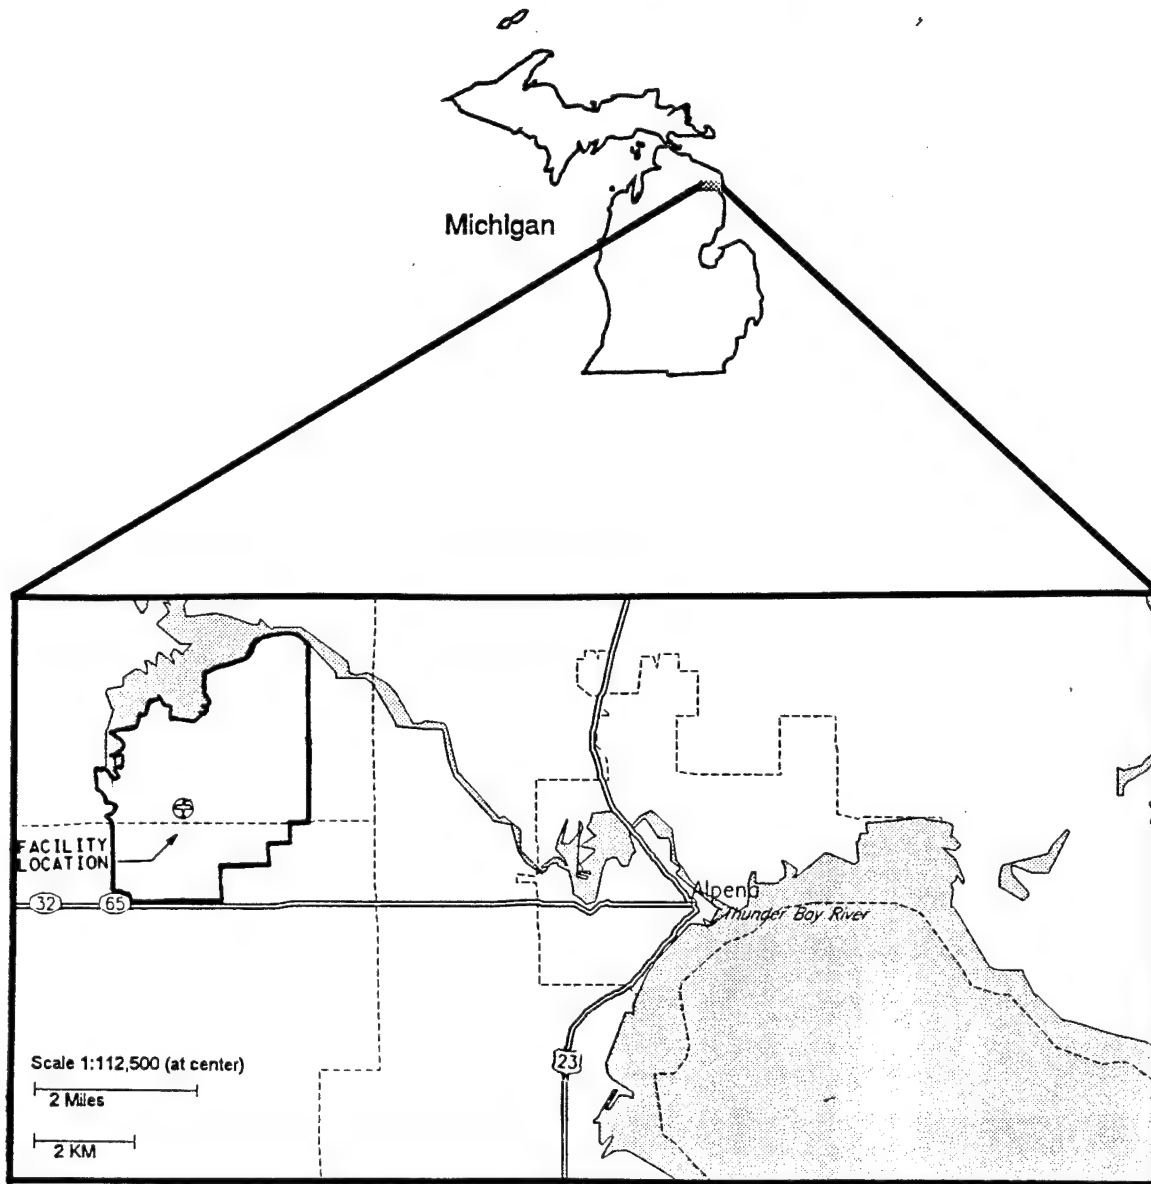 Michigan
FACILITY
LOCATION
32
65
Alpena
Thunder Bay River
23
Scale 1:112,500 (at center)
2 Miles
2 KM